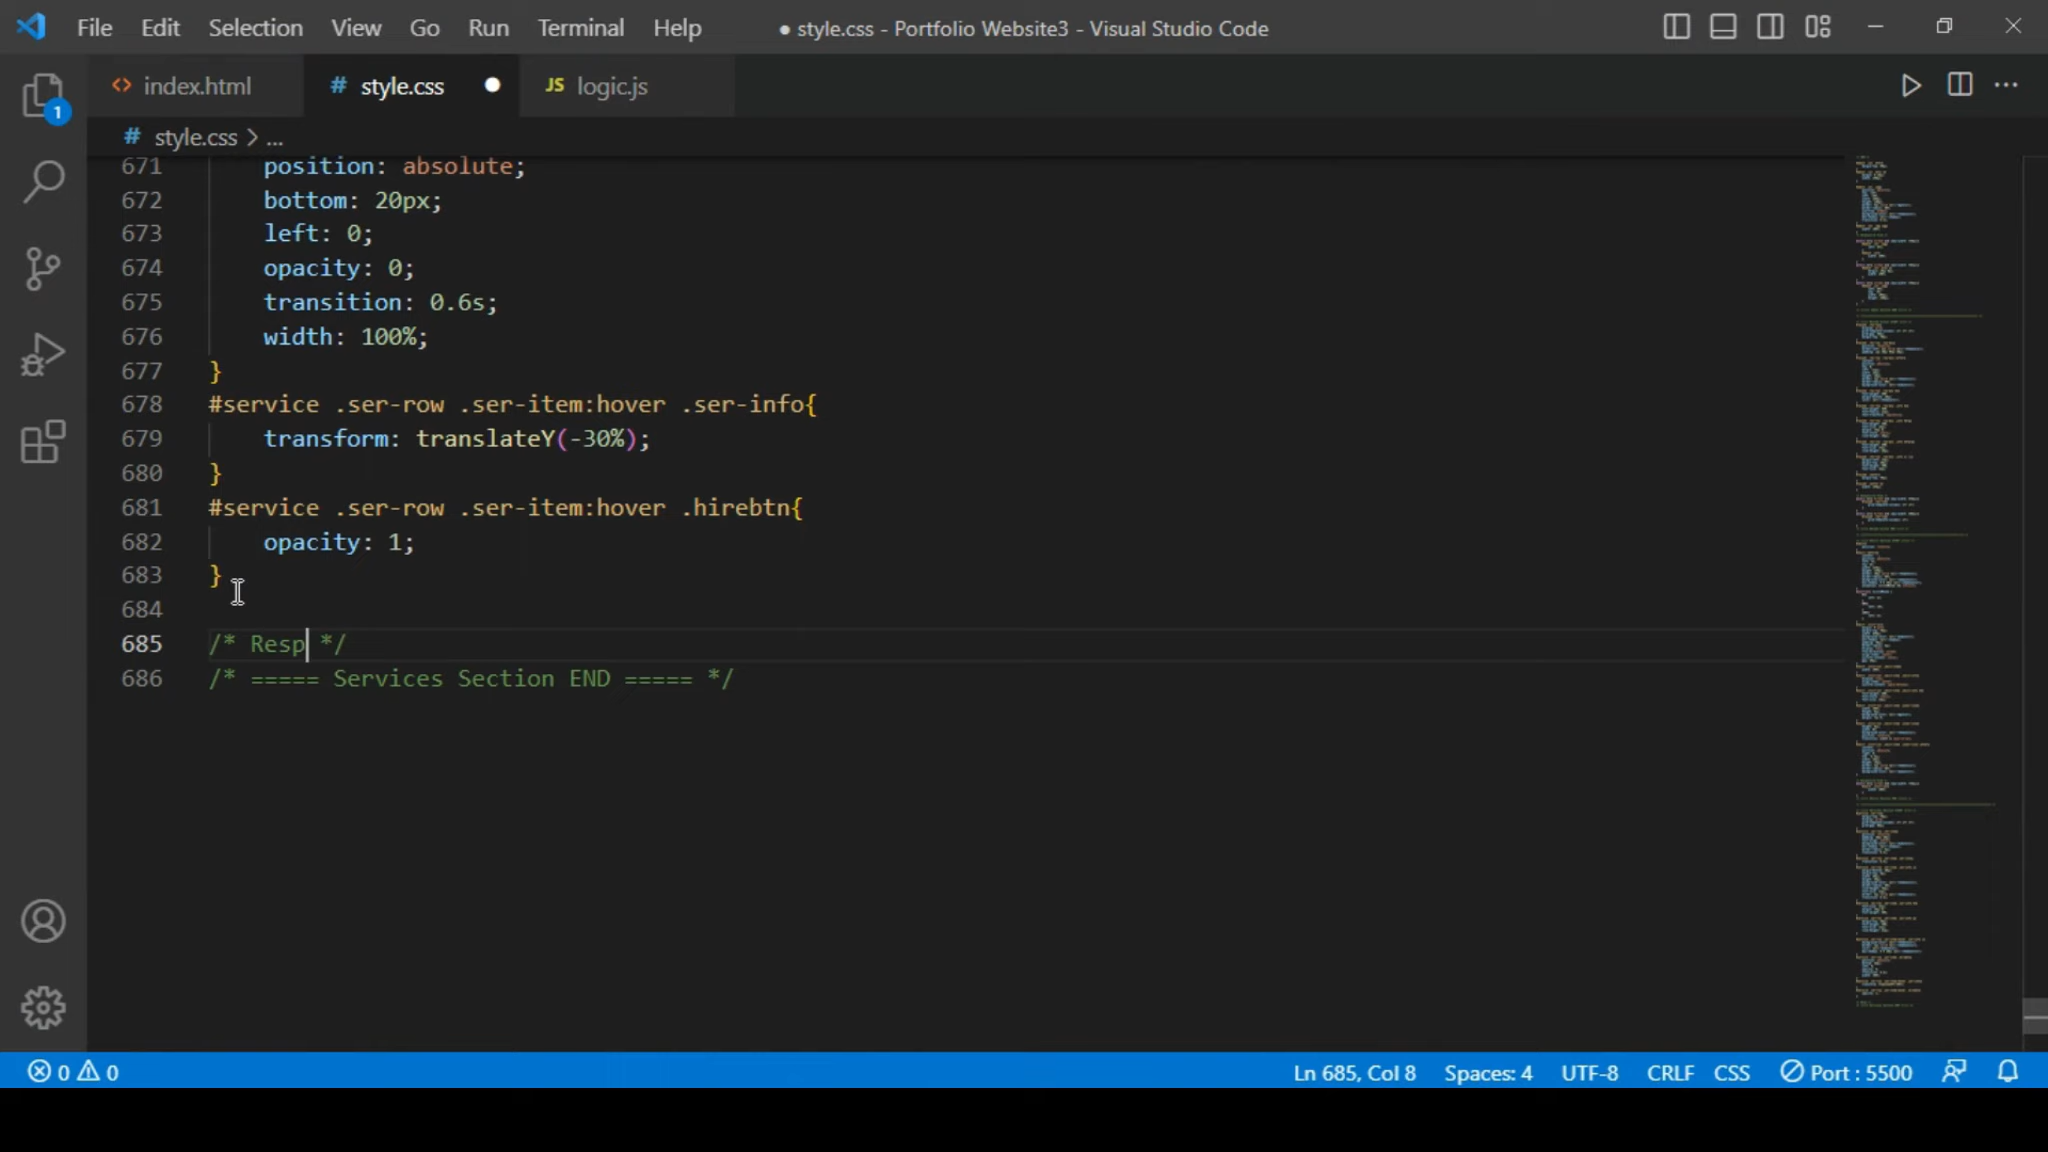 File Edit Selection View Go Run Terminal Help ● style.css - Portfolio Website3 - Visual Studio Code
1 <> index.html # style.css JS logic.js
# style.css > ...
671 position: absolute;
672 bottom: 20px;
673 left: 0;
674 opacity: 0;
675 transition: 0.6s;
676 width: 100%;
677 }
678 #service .ser-row .ser-item:hover .ser-info{
679 transform: translateY(-30%);
680 }
681 #service .ser-row .ser-item:hover .hirebtn{
682 opacity: 1;
683 }
684
685 /* Resp */
686 /* ===== Services Section END ===== */
0 0 Ln 685, Col 8 Spaces: 4 UTF-8 CRLF CSS Port : 5500